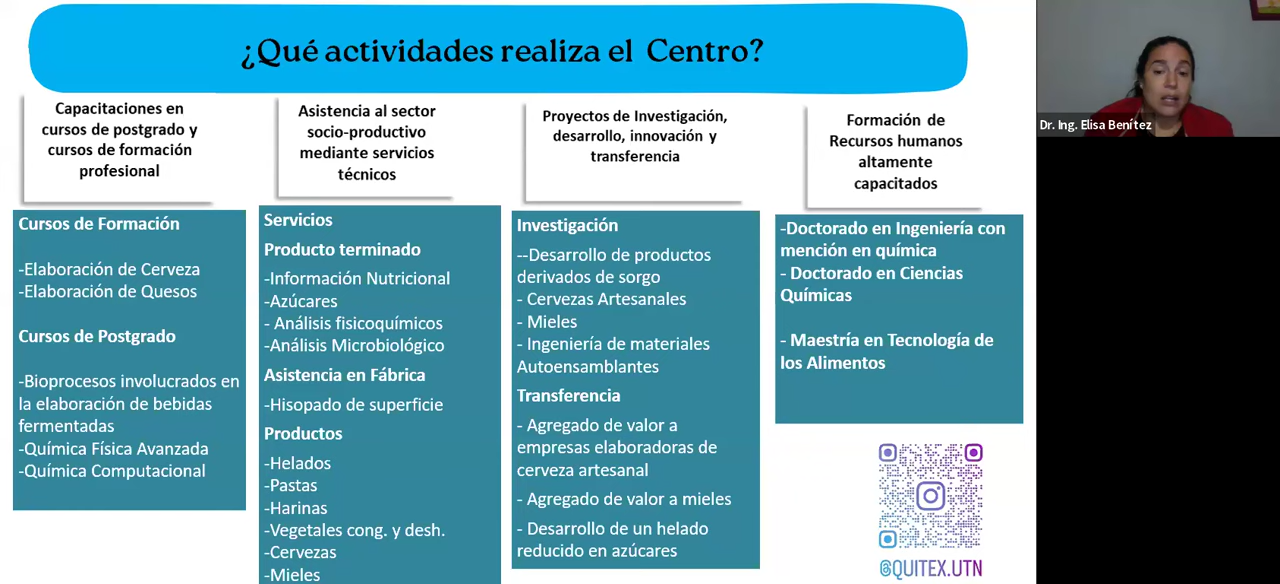 ¿Qué actividades realiza el Centro?
Capacitaciones en
cursos de postgrado y
cursos de formación
profesional
Cursos de Formación
-Elaboración de Cerveza
-Elaboración de Quesos
Cursos de Postgrado
-Bioprocesos involucrados en
la elaboración de bebidas
fermentadas
-Química Física Avanzada
-Química Computacional
Asistencia al sector
socio-productivo
mediante servicios
técnicos
Servicios
Producto terminado
-Información Nutricional
-Azúcares
- Análisis fisicoquímicos
-Análisis Microbiológico
Asistencia en Fábrica
-Hisopado de superficie
Productos
-Helados
-Pastas
-Harinas
-Vegetales cong. y desh.
-Cervezas
-Mieles
Proyectos de Investigación,
desarrollo, innovación y
transferencia
Investigación
--Desarrollo de productos
derivados de sorgo
- Cervezas Artesanales
- Mieles
- Ingeniería de materiales
Autoensamblantes
Transferencia
- Agregado de valor a
empresas elaboradoras de
cerveza artesanal
- Agregado de valor a mieles
- Desarrollo de un helado
reducido en azúcares
Formación de
Recursos humanos
altamente
capacitados
-Doctorado en Ingeniería con
mención en química
- Doctorado en Ciencias
Químicas
- Maestría en Tecnología de
los Alimentos
@QUITEX.UTN
Dr. Ing. Elisa Benítez